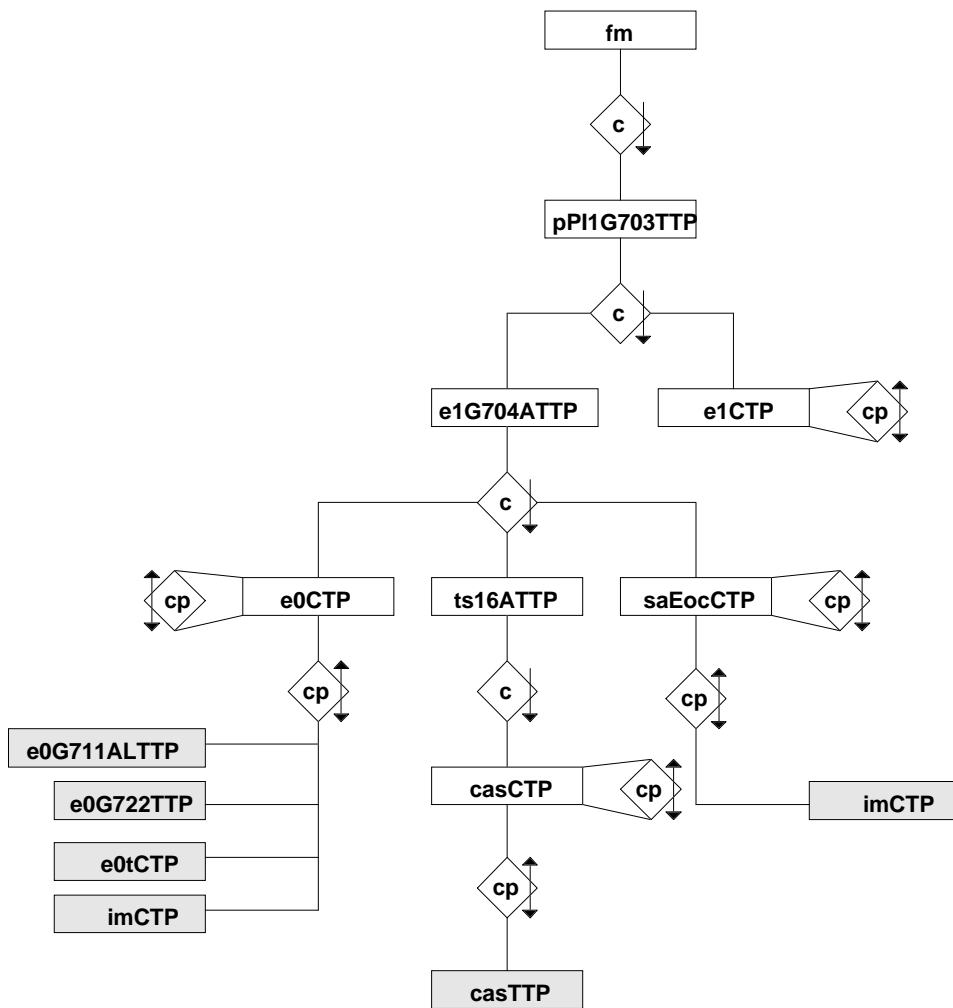 fm
c
pPI1G703TTP
c
e1G704ATTP
e1CTP
cp
c
cp
e0CTP
ts16ATTP
saEocCTP
cp
cp
c
cp
e0G711ALTTP
e0G722TTP
casCTP
cp
imCTP
e0tCTP
cp
imCTP
casTTP